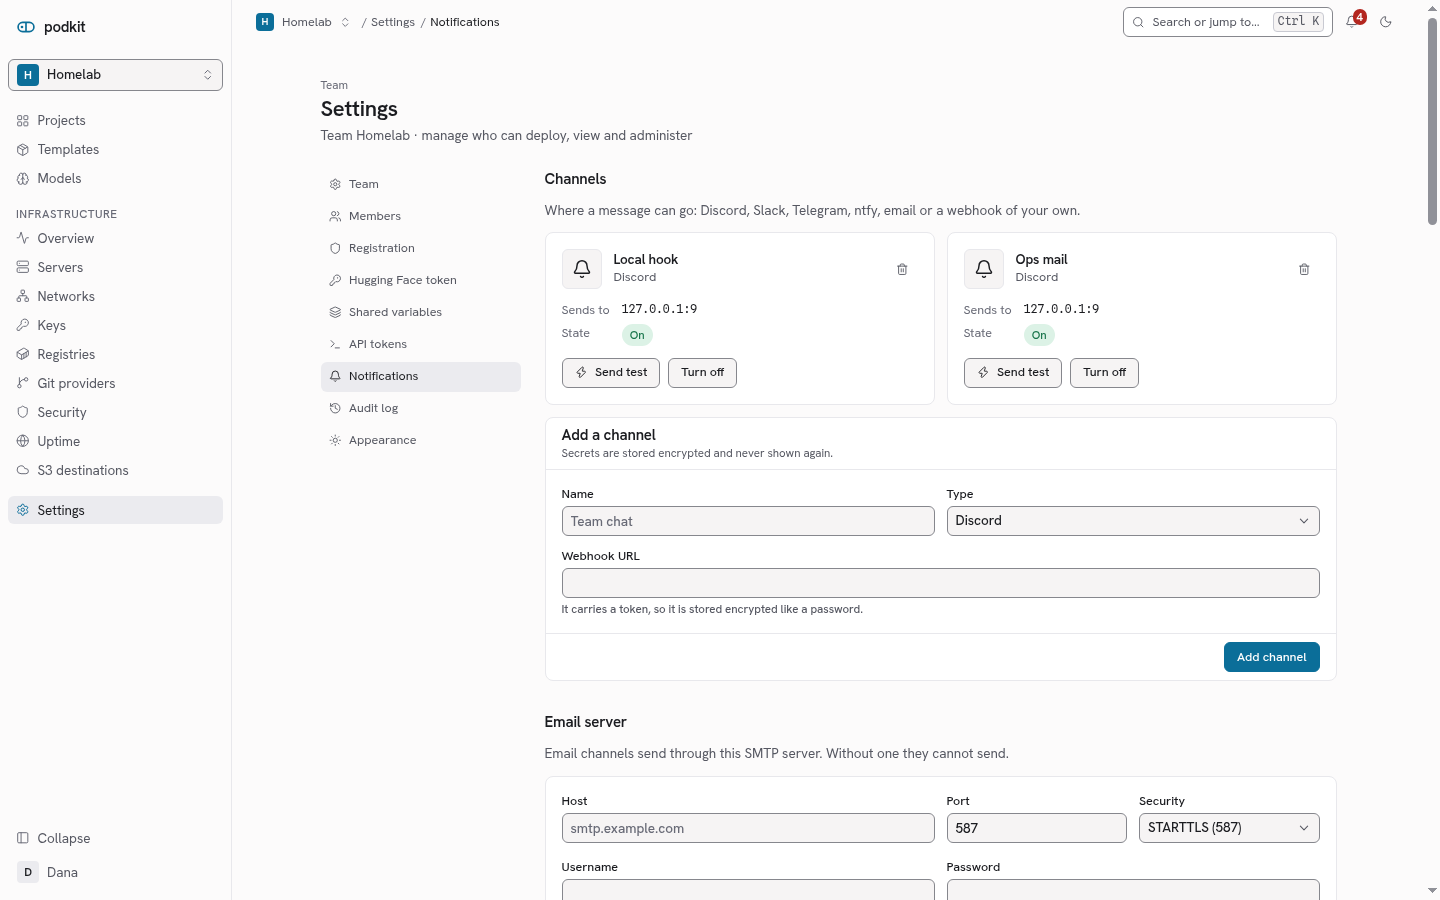 podkit
H Homelab
Projects
Templates
Models
INFRASTRUCTURE
Overview
Servers
Networks
Keys
Registries
Git providers
Security
Uptime
S3 destinations
Settings
Collapse
D Dana
H Homelab / Settings / Notifications
Search or jump to... Ctrl K
4
Team
Settings
Team Homelab · manage who can deploy, view and administer
Team
Members
Registration
Hugging Face token
Shared variables
API tokens
Notifications
Audit log
Appearance
Channels
Where a message can go: Discord, Slack, Telegram, ntfy, email or a webhook of your own.
Local hook
Discord
Sends to 127.0.0.1:9
State On
Send test Turn off
Ops mail
Discord
Sends to 127.0.0.1:9
State On
Send test Turn off
Add a channel
Secrets are stored encrypted and never shown again.
Name
Team chat
Type
Discord
Webhook URL
It carries a token, so it is stored encrypted like a password.
Add channel
Email server
Email channels send through this SMTP server. Without one they cannot send.
Host
smtp.example.com
Port
587
Security
STARTTLS (587)
Username
Password